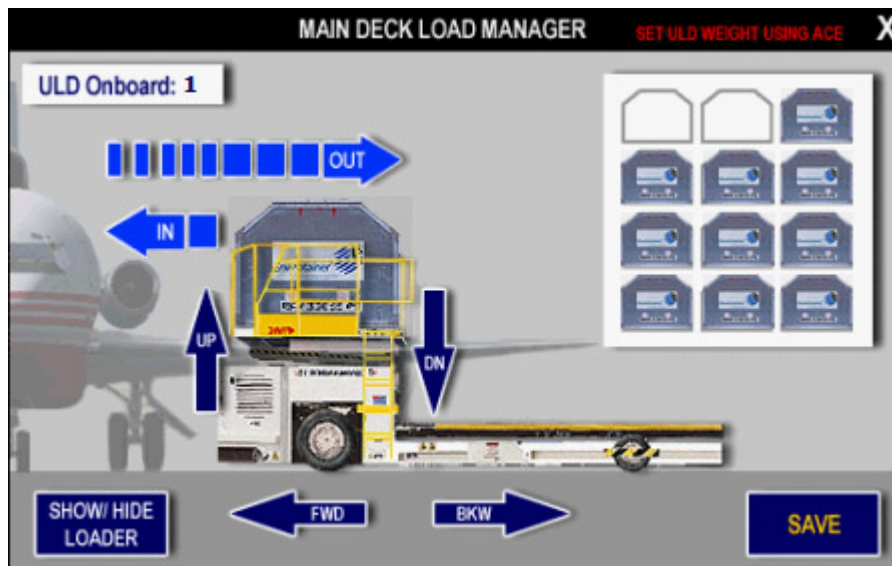 MAIN DECK LOAD MANAGER
SET ULD WEIGHT USING ACE
X
ULD Onboard: 1
OUT
IN
UP
DN
SHOW/ HIDE
LOADER
FWD
BKW
SAVE